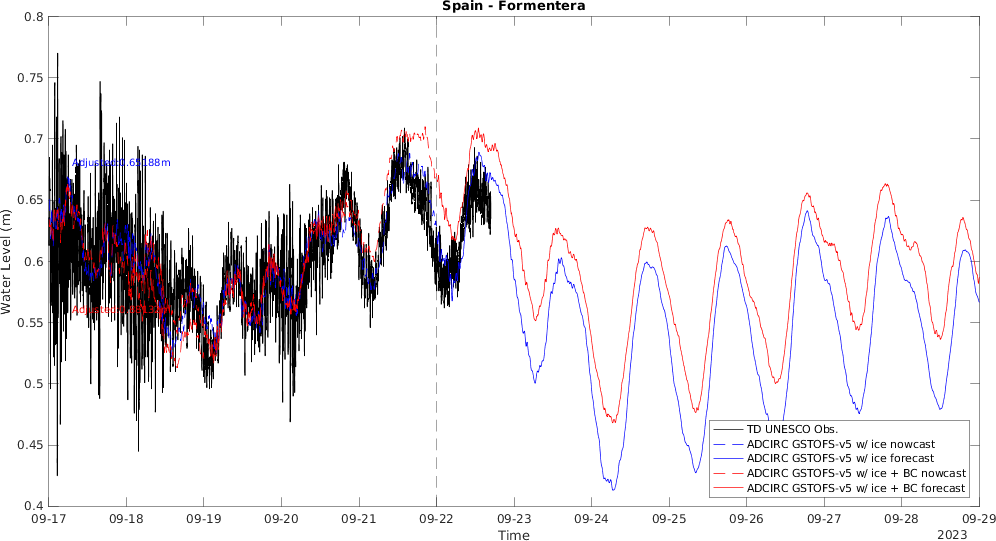 Spain - Formentera
0.8
0.75
0.7
0.65
0.6
0.55
0.5
0.45
0.4
Water Level (m)
TD UNESCO Obs.
ADCIRC GSTOFS-v5 w/ ice nowcast
ADCIRC GSTOFS-v5 w/ ice forecast
ADCIRC GSTOFS-v5 w/ ice + BC nowcast
ADCIRC GSTOFS-v5 w/ ice + BC forecast
09-17 09-18 09-19 09-20 09-21 09-22 09-23 09-24 09-25 09-26 09-27 09-28 09-29
Time
2023